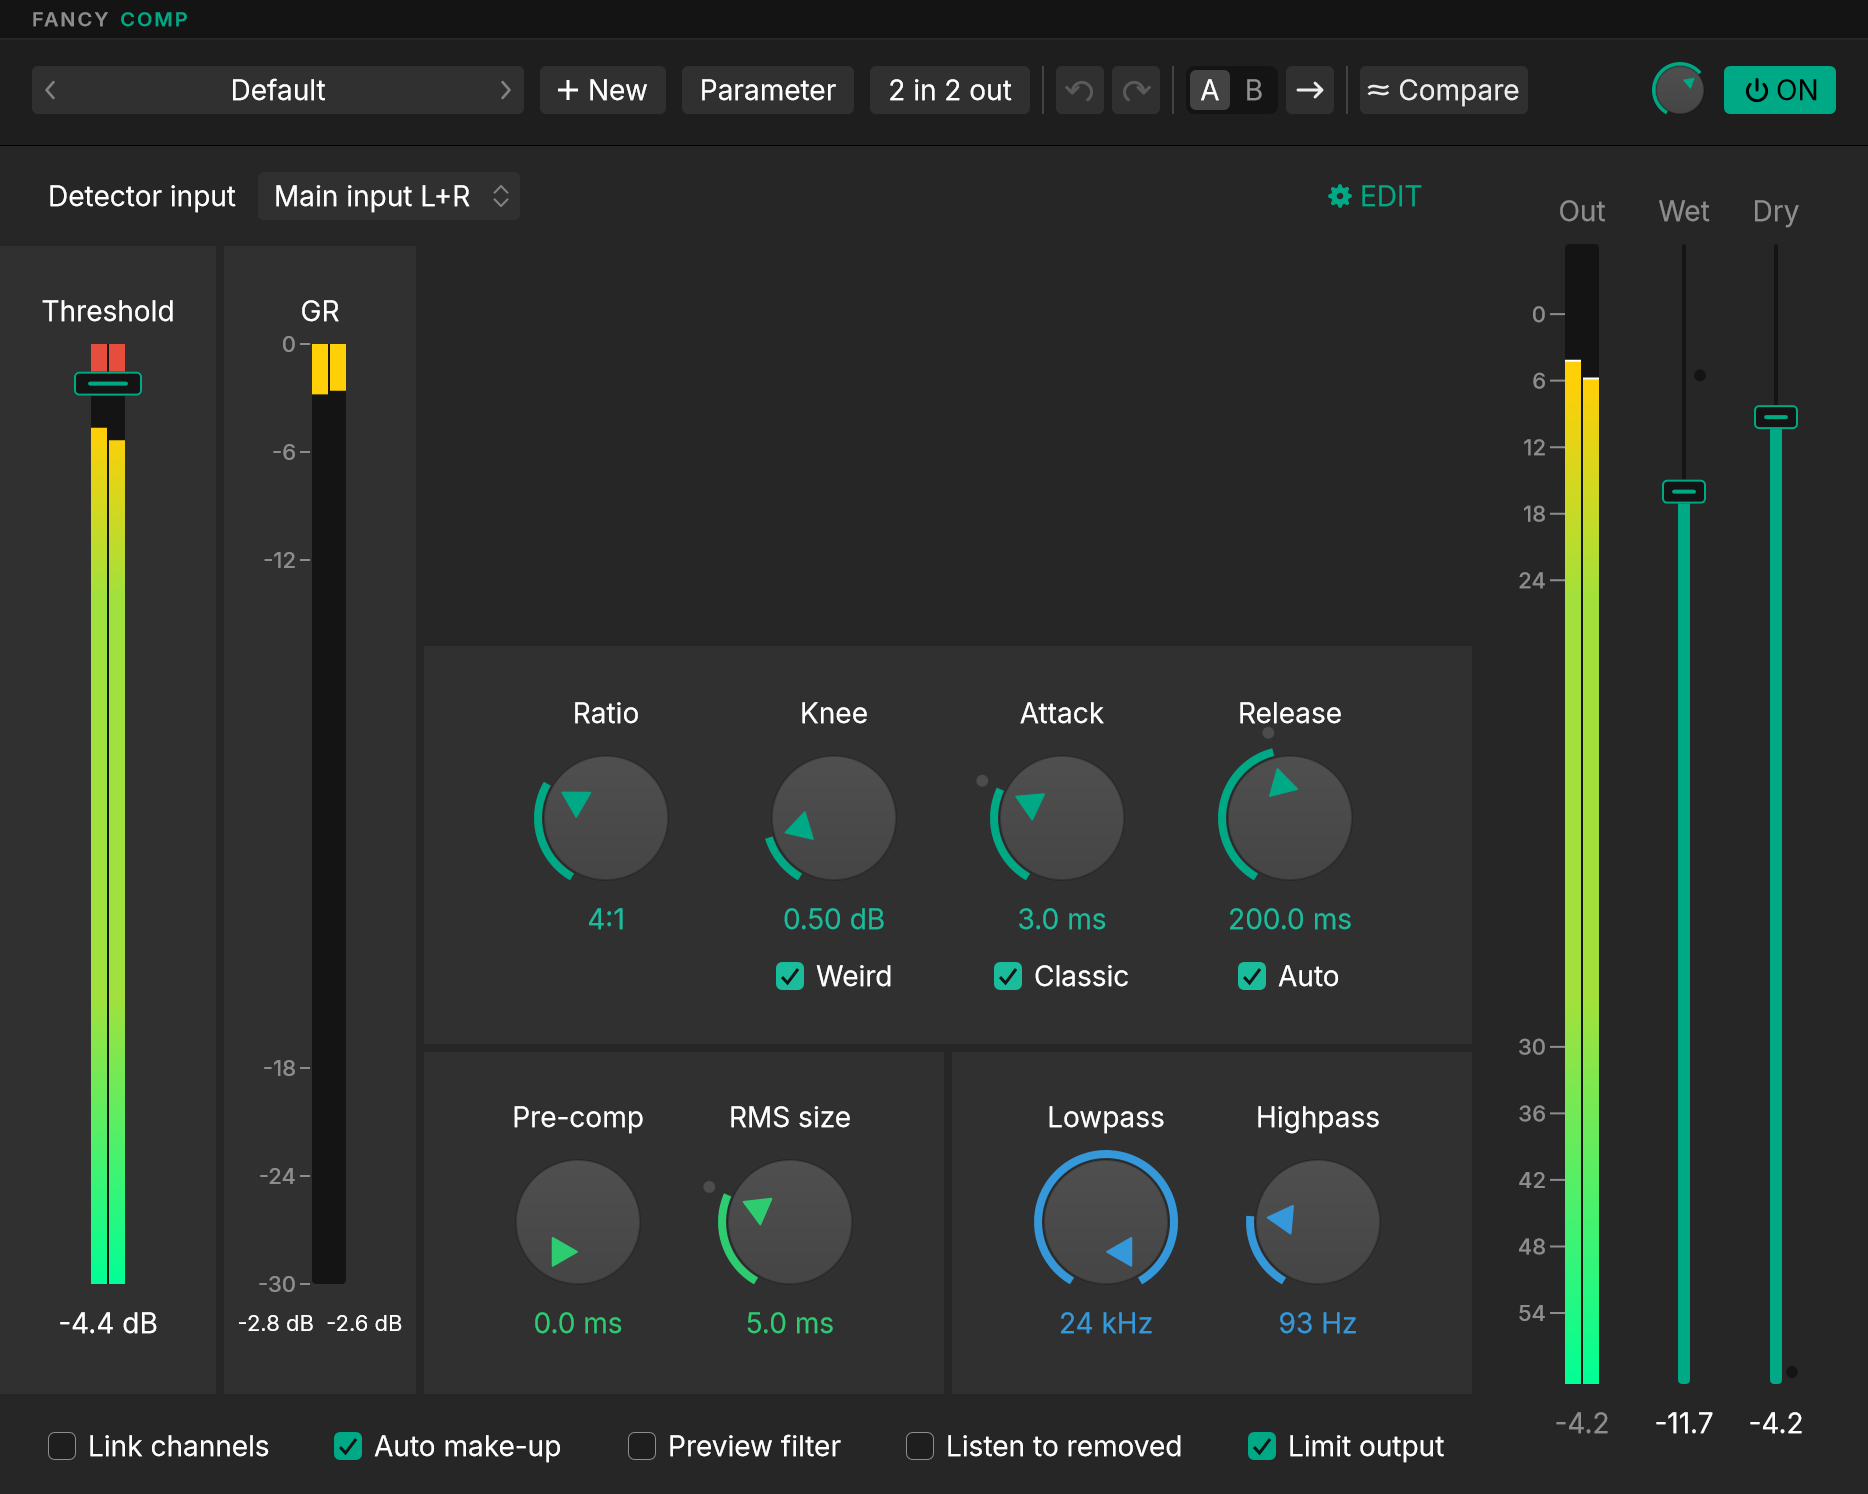 FANCY COMP
Default
New
Parameter
2 in 2 out
A B
Compare
ON
Detector input
Main input L+R
EDIT
Out Wet Dry
Threshold
GR
0
-6
-12
-18
-24
-30
-4.4 dB
-2.8 dB -2.6 dB
Ratio Knee Attack Release
4:1 0.50 dB 3.0 ms 200.0 ms
Weird Classic Auto
Pre-comp RMS size
0.0 ms 5.0 ms
Lowpass Highpass
24 kHz 93 Hz
0
6
12
18
24
30
36
42
48
54
-4.2 -11.7 -4.2
Link channels Auto make-up Preview filter Listen to removed Limit output